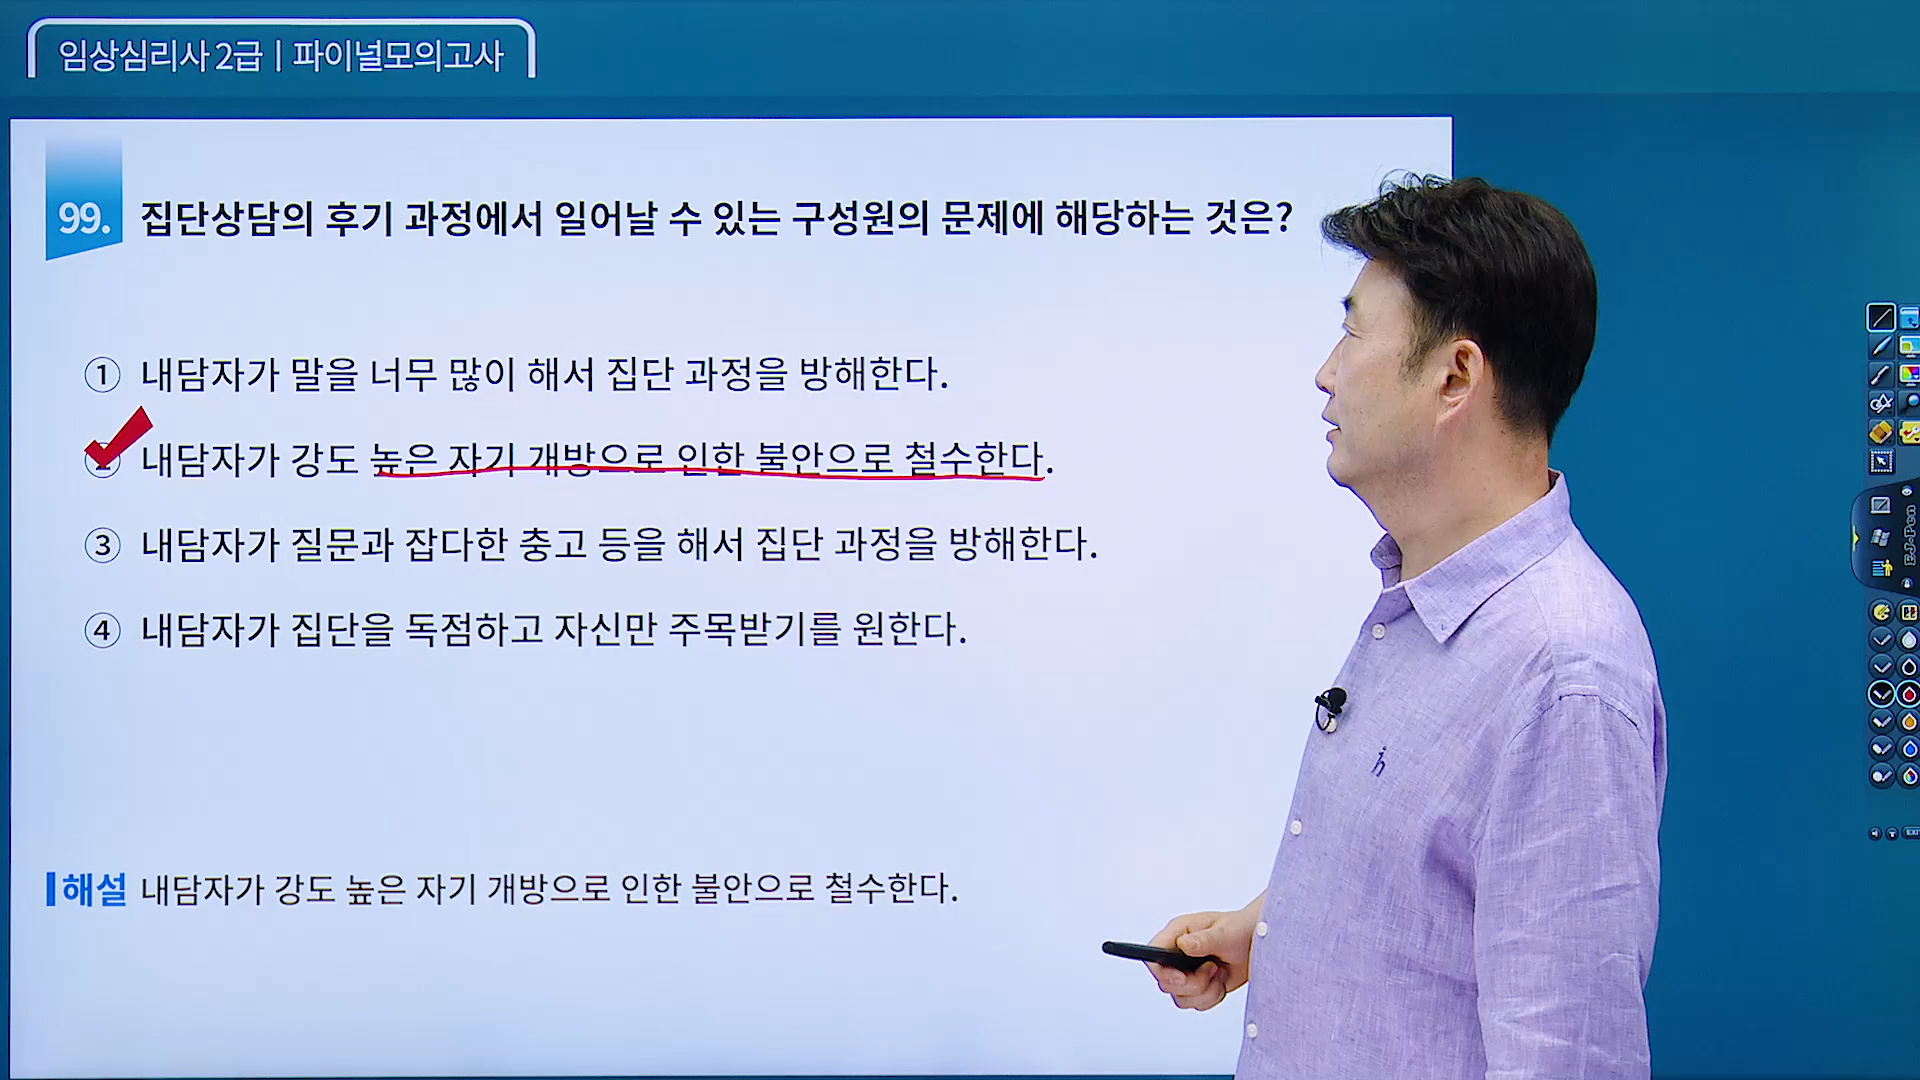 임상심리사 2급 | 파이널모의고사
99. 집단상담의 후기 과정에서 일어날 수 있는 구성원의 문제에 해당하는 것은?
① 내담자가 말을 너무 많이 해서 집단 과정을 방해한다.
② 내담자가 강도 높은 자기 개방으로 인한 불안으로 철수한다.
③ 내담자가 질문과 잡다한 충고 등을 해서 집단 과정을 방해한다.
④ 내담자가 집단을 독점하고 자신만 주목받기를 원한다.
해설 내담자가 강도 높은 자기 개방으로 인한 불안으로 철수한다.
h
EJ-Pen